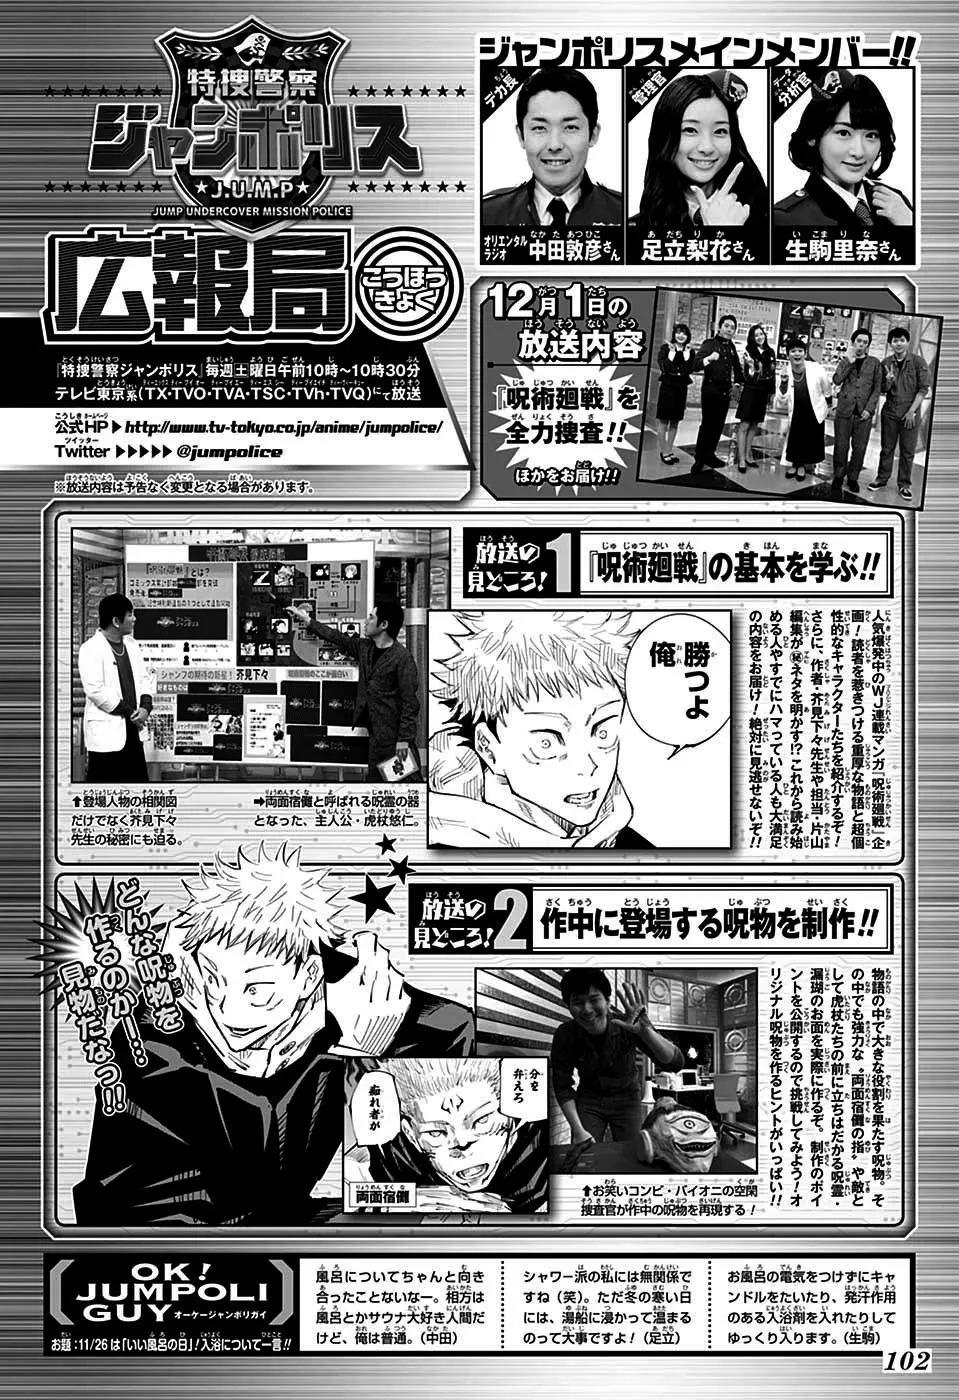 特捜警察
ジャンポリス
J.U.M.P
JUMP UNDERCOVER MISSION POLICE
広報局
こうほう
きょく
『特捜警察ジャンポリス』毎週土曜日午前10時〜10時30分
テレビ東京系(TX・TVO・TVA・TSC・TVh・TVQ)にて放送
公式HP▶http://www.tv-tokyo.co.jp/anime/jumpolice/
Twitter ▶▶▶▶▶ @jumpolice
※放送内容は予告なく変更となる場合があります。
ジャンポリスメインメンバー!!
デカ長
オリエンタルラジオ 中田敦彦さん
管理官
足立梨花さん
データ分析官
生駒里奈さん
12月1日の
放送内容
『呪術廻戦』を
全力捜査!!
ほかをお届け!!
放送の見どころ!1
『呪術廻戦』の基本を学ぶ!!
人気爆発中のWJ連載マンガ『呪術廻戦』企
画!読者を惹きつける重厚な物語と超個
性的なキャラクターたちを紹介するぞ!
さらに、作者・芥見下々先生や担当・片山
編集が㊙ネタを明かす!?これから読み始
める人やすでにハマっている人も大満足
の内容をお届け!絶対に見逃せないぞ!!
勝つよ
俺
ジャンプの期待の新星!芥見下々
⬆登場人物の相関図
だけでなく芥見下々
先生の秘密にも迫る。
➡両面宿儺と呼ばれる呪霊の器
となった、主人公・虎杖悠仁。
放送の見どころ!2
作中に登場する呪物を制作!!
物語の中で大きな役割を果たす呪物。そ
の中でも強力な〝両面宿儺の指〟や敵と
して虎杖たちの前に立ちはだかる呪霊・
漏瑚のお面を実際に作るぞ。制作のポイ
ントを公開するので挑戦してみよう!オ
リジナル呪物を作るヒントがいっぱい!!
どんな呪物を
作るのか…!
見物だなっ!!
分を
弁えろ
痴れ者が
両面宿儺
⬆お笑いコンビ・バイオニの空閑
捜査官が作中の呪物を再現する!
OK!
JUMPOLI
GUY オーケージャンポリガイ
お題:11/26は「いい風呂の日」!入浴について一言!!
風呂についてちゃんと向き
合ったことないなー。相方は
風呂とかサウナ大好き人間だ
けど、俺は普通。(中田)
シャワー派の私には無関係で
すね(笑)。ただ冬の寒い日
には、湯船に浸かって温まる
のって大事ですよ!(足立)
お風呂の電気をつけずにキャ
ンドルをたいたり、発汗作用
のある入浴剤を入れたりして
ゆっくり入ります。(生駒)
102